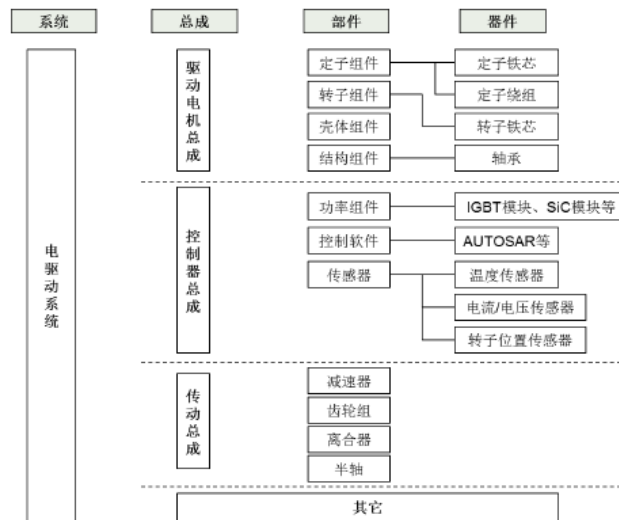 系统 总成 部件 器件
电驱动系统
驱动电机总成
定子组件 定子铁芯
转子组件 定子绕组
壳体组件 转子铁芯
结构组件 轴承
控制器总成
功率组件 IGBT模块、SiC模块等
控制软件 AUTOSAR等
传感器 温度传感器
电流/电压传感器
转子位置传感器
传动总成
减速器
齿轮组
离合器
半轴
其它